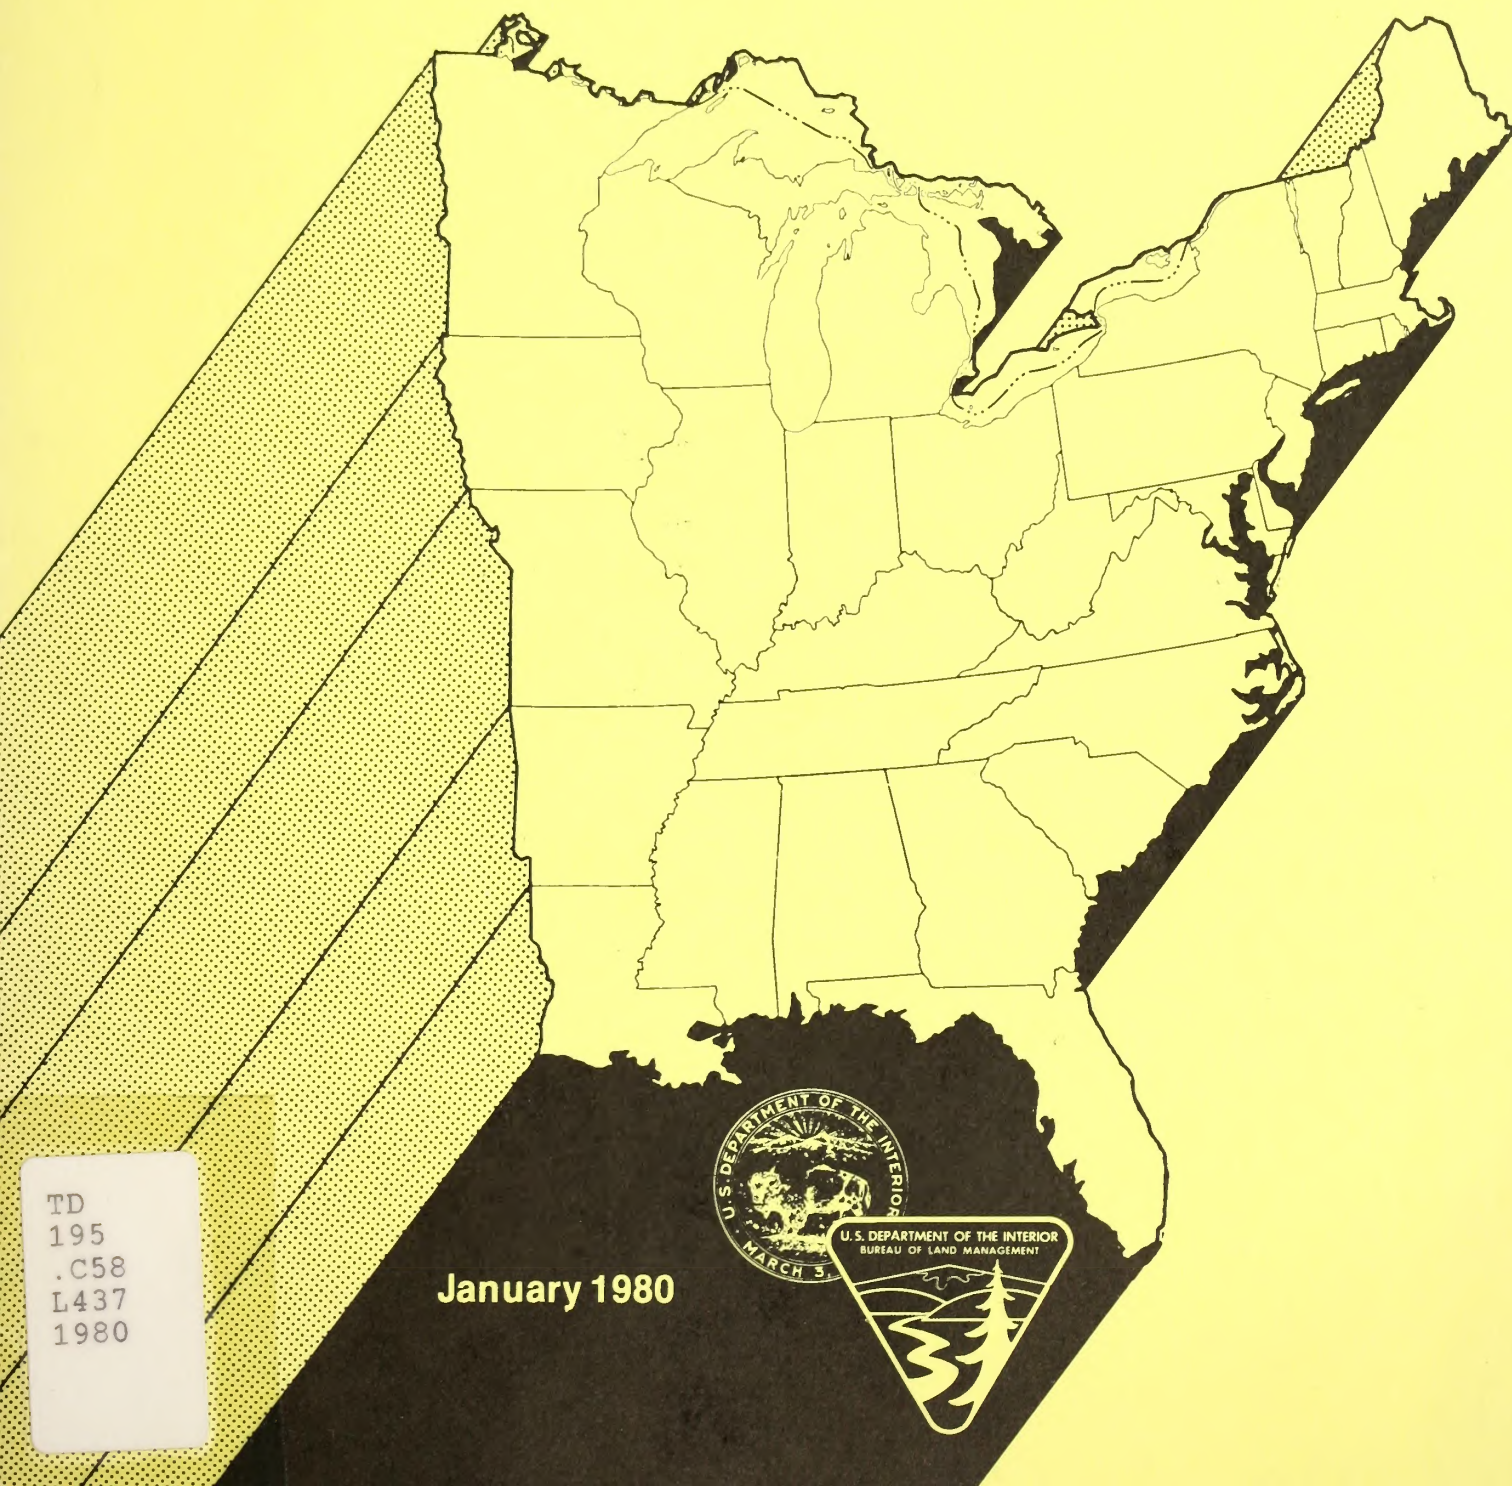 U.S. DEPARTMENT OF THE INTERIOR
MARCH 3,
U. S. DEPARTMENT OF THE INTERIOR
BUREAU OF LAND MANAGEMENT
January 1980
TD
195
.C58
L437
1980